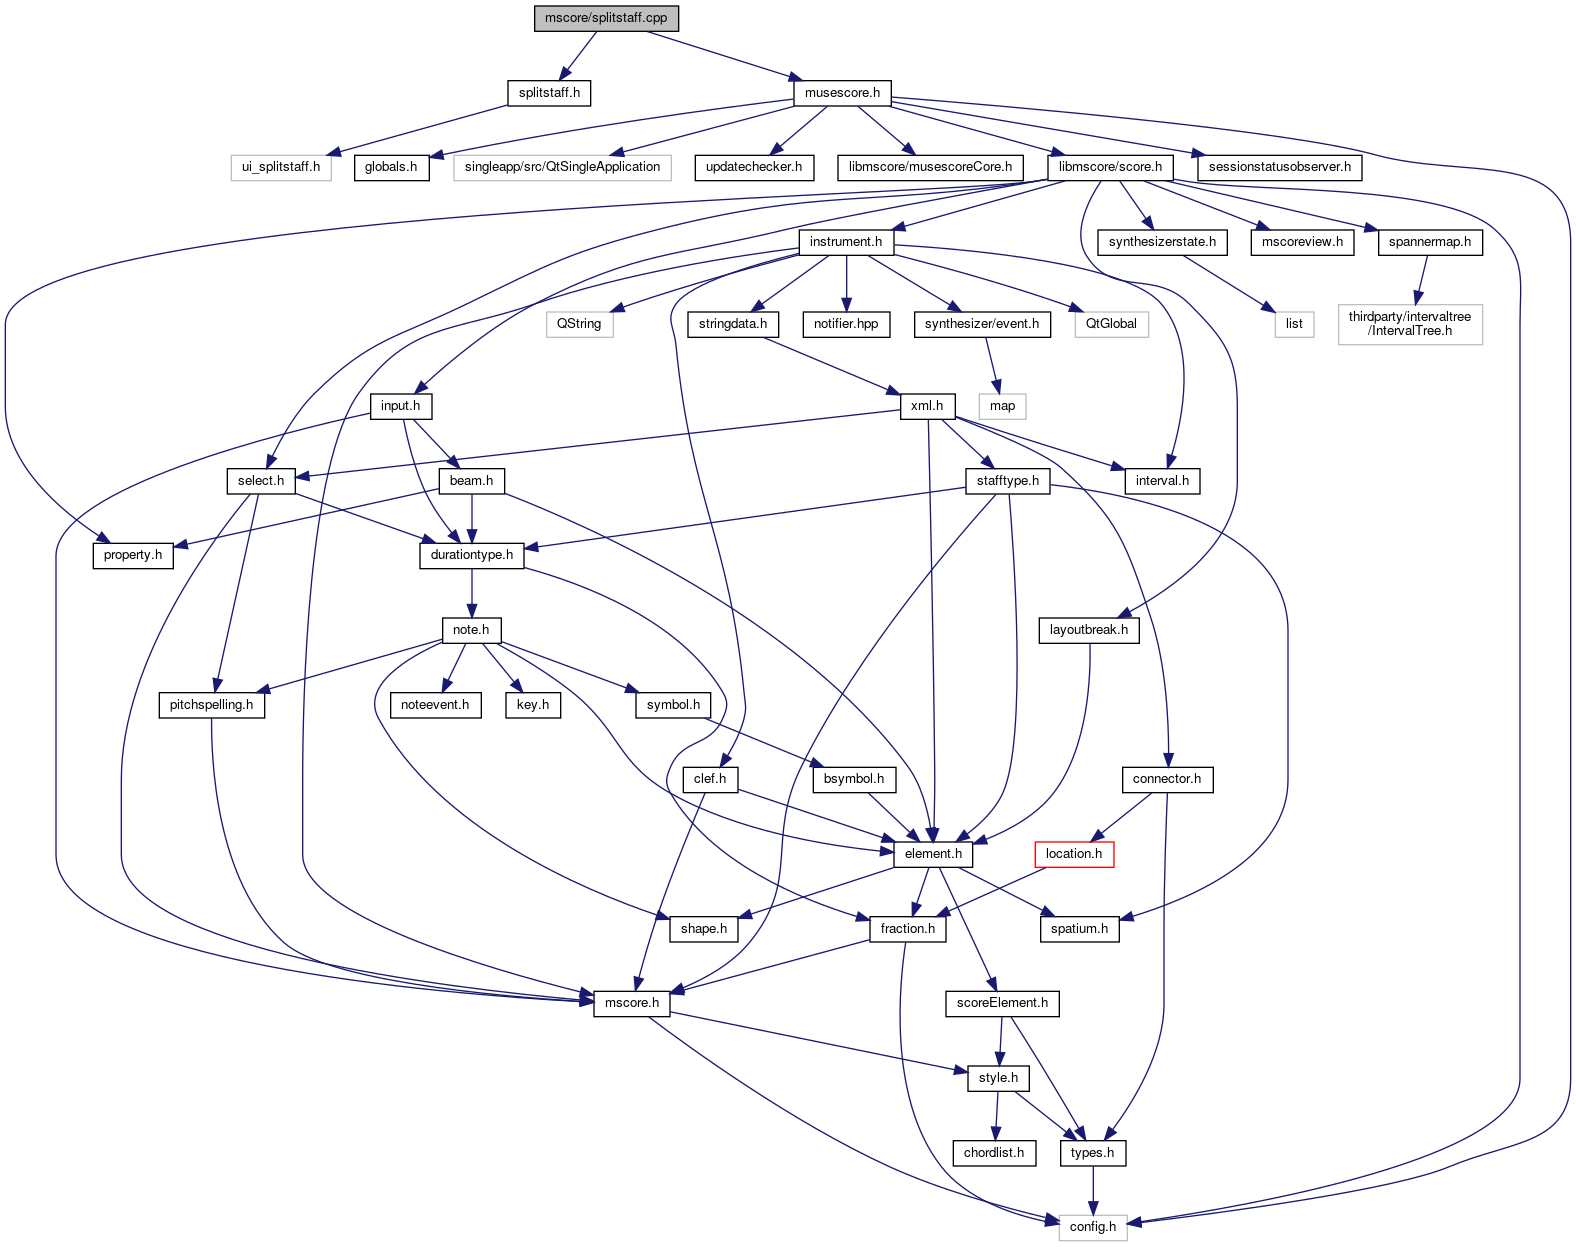 mscore/splitstaff.cpp
splitstaff.h
musescore.h
ui_splitstaff.h
globals.h
singleapp/src/QtSingleApplication
updatechecker.h
libmscore/musescoreCore.h
libmscore/score.h
sessionstatusobserver.h
instrument.h
synthesizerstate.h
mscoreview.h
spannermap.h
QString
stringdata.h
notifier.hpp
synthesizer/event.h
QtGlobal
list
thirdparty/intervaltree
/IntervalTree.h
input.h
xml.h
map
select.h
beam.h
stafftype.h
interval.h
property.h
durationtype.h
note.h
layoutbreak.h
pitchspelling.h
noteevent.h
key.h
symbol.h
clef.h
bsymbol.h
connector.h
element.h
location.h
shape.h
fraction.h
spatium.h
mscore.h
scoreElement.h
style.h
chordlist.h
types.h
config.h